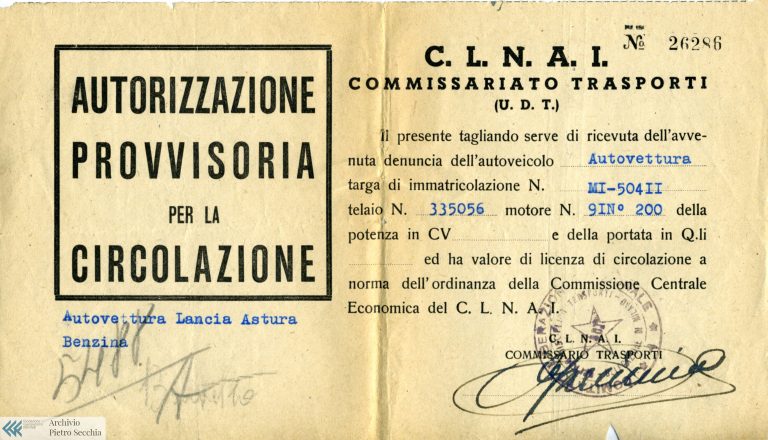 AUTORIZZAZIONE
PROVVISORIA
PER LA
CIRCOLAZIONE
Autovettura Lancia Astura
Benzina
5488
№ 26286
C. L. N. A. I.
COMMISSARIATO TRASPORTI
(U. D. T.)
Il presente tagliando serve di ricevuta dell'avve-
nuta denuncia dell'autoveicolo Autovettura
targa di immatricolazione N. MI-504II
telaio N. 335056 motore N. 9IN° 200 della
potenza in CV e della portata in Q.li
ed ha valore di licenza di circolazione a
norma dell'ordinanza della Commissione Centrale
Economica del C. L. N. A. I.
C. L. N. A. I.
COMMISSARIO TRASPORTI
Archivio
Pietro Secchia